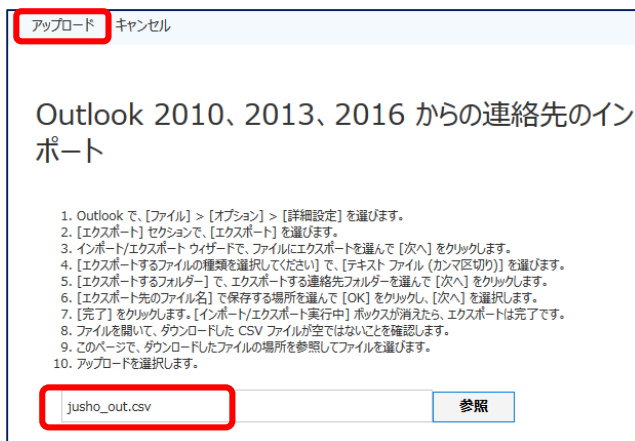 アップロード キャンセル
Outlook 2010、2013、2016 からの連絡先のイン
ポート
1. Outlook で、[ファイル] > [オプション] > [詳細設定] を選びます。
2. [エクスポート] セクションで、[エクスポート] を選びます。
3. インポート/エクスポート ウィザードで、ファイルにエクスポートを選んで [次へ] をクリックします。
4. [エクスポートするファイルの種類を選択してください] で、[テキスト ファイル (カンマ区切り)] を選びます。
5. [エクスポートするフォルダー] で、エクスポートする連絡先フォルダーを選んで [次へ] をクリックします。
6. [エクスポート先のファイル名] で保存する場所を選んで [OK] をクリックし、[次へ] を選択します。
7. [完了] をクリックします。[インポート/エクスポート実行中] ボックスが消えたら、エクスポートは完了です。
8. ファイルを開いて、ダウンロードした CSV ファイルが空ではないことを確認します。
9. このページで、ダウンロードしたファイルの場所を参照してファイルを選びます。
10. アップロードを選択します。
jusho_out.csv 参照